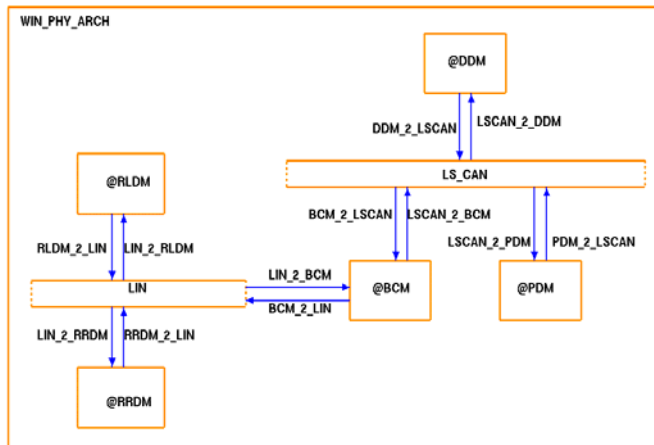 WIN_PHY_ARCH
@DDM
DDM_2_LSCAN
LSCAN_2_DDM
LS_CAN
@RLDM
BCM_2_LSCAN
LSCAN_2_BCM
RLDM_2_LIN
LIN_2_RLDM
LSCAN_2_PDM
PDM_2_LSCAN
LIN
LIN_2_BCM
@BCM
@PDM
BCM_2_LIN
LIN_2_RRDM
RRDM_2_LIN
@RRDM